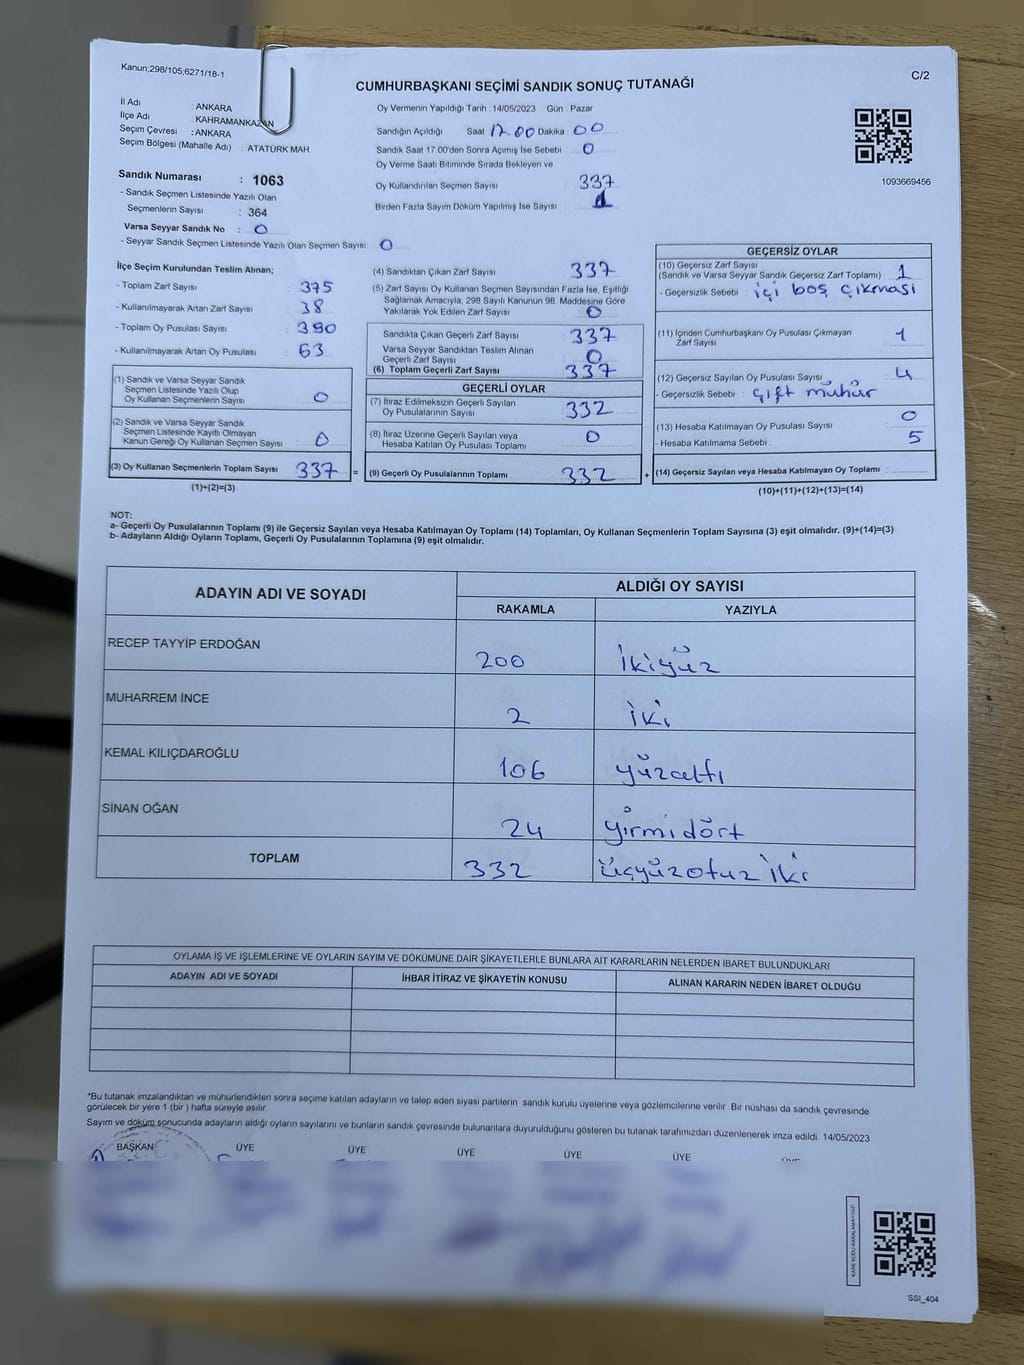 Kanun;298/105;6271/18-1
C/2
CUMHURBAŞKANI SEÇİMİ SANDIK SONUÇ TUTANAĞI
İl Adı : ANKARA
İlçe Adı : KAHRAMANKAZAN
Seçim Çevresi : ANKARA
Seçim Bölgesi (Mahalle Adı) : ATATÜRK MAH
Sandık Numarası : 1063
- Sandık Seçmen Listesinde Yazılı Olan
Seçmenlerin Sayısı : 364
Varsa Seyyar Sandık No : 0
- Seyyar Sandık Seçmen Listesinde Yazılı Olan Seçmen Sayısı: 0
Oy Vermenin Yapıldığı Tarih :14/05/2023 Gün : Pazar
Sandığın Açıldığı Saat 17.00 Dakika : 00
Sandık Saat 17:00'den Sonra Açımış İse Sebebi : 0
Oy Verme Saati Bitiminde Sırada Bekleyen ve
Oy Kullandırılan Seçmen Sayısı : 337
Birden Fazla Sayım Döküm Yapılmış İse Sayısı : 1
1093669456
İlçe Seçim Kurulundan Teslim Alınan;
- Toplam Zarf Sayısı : 375
- Kullanılmayarak Artan Zarf Sayısı : 38
- Toplam Oy Pusulası Sayısı : 390
- Kullanılmayarak Artan Oy Pusulası : 63
(1) Sandık ve Varsa Seyyar Sandık
Seçmen Listesinde Yazılı Olup
Oy Kullanan Seçmenlerin Sayısı : 0
(2) Sandık ve Varsa Seyyar Sandık
Seçmen Listesinde Kayıtlı Olmayan
Kanun Gereği Oy Kullanan Seçmen Sayısı : 0
(3) Oy Kullanan Seçmenlerin Toplam Sayısı : 337 =
(1)+(2)=(3)
(4) Sandıktan Çıkan Zarf Sayısı : 337
(5) Zarf Sayısı Oy Kullanan Seçmen Sayısından Fazla İse, Eşitliği
Sağlamak Amacıyla, 298 Sayılı Kanunun 98. Maddesine Göre
Yakılarak Yok Edilen Zarf Sayısı : 0
Sandıkta Çıkan Geçerli Zarf Sayısı : 337
Varsa Seyyar Sandıktan Teslim Alınan
Geçerli Zarf Sayısı : 0
(6) Toplam Geçerli Zarf Sayısı : 337
GEÇERLİ OYLAR
(7) İtiraz Edilmeksizin Geçerli Sayılan
Oy Pusulalarının Sayısı : 332
(8) İtiraz Üzerine Geçerli Sayılan veya
Hesaba Katılan Oy Pusulası Toplamı : 0
(9) Geçerli Oy Pusulalarının Toplamı : 332 +
GEÇERSİZ OYLAR
(10) Geçersiz Zarf Sayısı
(Sandık ve Varsa Seyyar Sandık Geçersiz Zarf Toplamı) : 1
- Geçersizlik Sebebi : içi boş çıkması
(11) İçinden Cumhurbaşkanı Oy Pusulası Çıkmayan
Zarf Sayısı : 1
(12) Geçersiz Sayılan Oy Pusulası Sayısı : 4
- Geçersizlik Sebebi : Çift mühür
(13) Hesaba Katılmayan Oy Pusulası Sayısı : 0
- Hesaba Katılmama Sebebi : 5
(14) Geçersiz Sayılan veya Hesaba Katılmayan Oy Toplamı :
(10)+(11)+(12)+(13)=(14)
NOT:
a- Geçerli Oy Pusulalarının Toplamı (9) ile Geçersiz Sayılan veya Hesaba Katılmayan Oy Toplamı (14) Toplamları, Oy Kullanan Seçmenlerin Toplam Sayısına (3) eşit olmalıdır. (9)+(14)=(3)
b- Adayların Aldığı Oyların Toplamı, Geçerli Oy Pusulalarının Toplamına (9) eşit olmalıdır.
ADAYIN ADI VE SOYADI ALDIĞI OY SAYISI
RAKAMLA YAZIYLA
RECEP TAYYİP ERDOĞAN 200 İkiyüz
MUHARREM İNCE 2 İki
KEMAL KILIÇDAROĞLU 106 yüzaltı
SİNAN OĞAN 24 yirmidört
TOPLAM 332 üçyüzotuz iki
OYLAMA İŞ VE İŞLEMLERİNE VE OYLARIN SAYIM VE DÖKÜMÜNE DAİR ŞİKAYETLERLE BUNLARA AİT KARARLARIN NELERDEN İBARET BULUNDUKLARI
ADAYIN ADI VE SOYADI İHBAR İTİRAZ VE ŞİKAYETİN KONUSU ALINAN KARARIN NEDEN İBARET OLDUĞU
*Bu tutanak imzalandıktan ve mühürlendikten sonra seçime katılan adayların ve talep eden siyasi partilerin sandık kurulu üyelerine veya gözlemcilerine verilir. Bir nüshası da sandık çevresinde
görülecek bir yere 1 (bir ) hafta süreyle asılır.
Sayım ve döküm sonucunda adayların aldığı oyların sayılarını ve bunların sandık çevresinde bulunanlara duyurulduğunu gösteren bu tutanak tarafımızdan düzenlenerek imza edildi. 14/05/2023
BAŞKAN ÜYE ÜYE ÜYE ÜYE ÜYE
KARE KODU KARALAMAYINIZ!
SSI_404